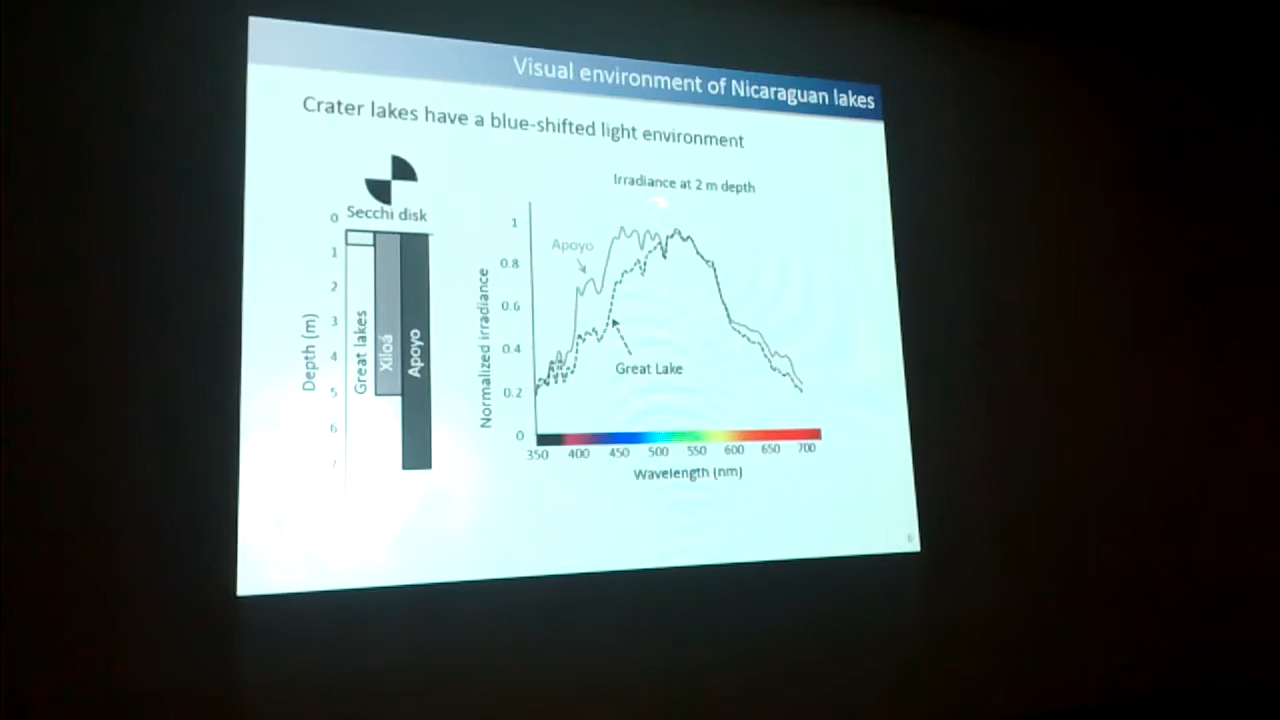 Visual environment of Nicaraguan lakes
Crater lakes have a blue-shifted light environment
Secchi disk
0
1
2
3
4
5
6
7
Depth (m)
Great lakes
Xiloá
Apoyo
Irradiance at 2 m depth
1
0.8
0.6
0.4
0.2
0
Normalized irradiance
Apoyo
Great Lake
350 400 450 500 550 600 650 700
Wavelength (nm)
6